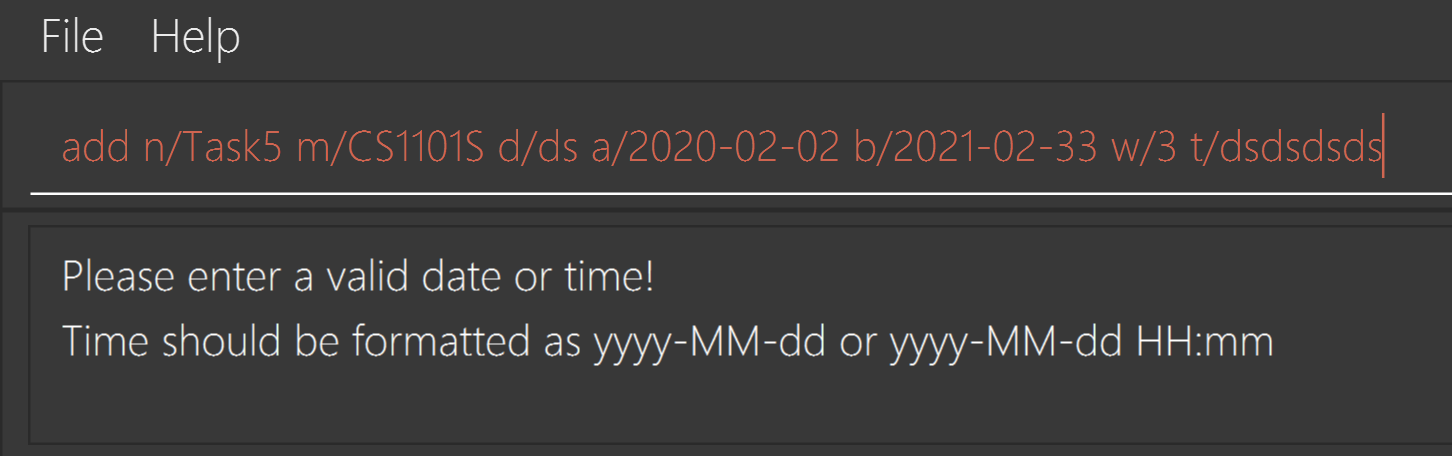 File Help
add n/Task5 m/CS1101S d/ds a/2020-02-02 b/2021-02-33 w/3 t/dsdsdsds
Please enter a valid date or time!
Time should be formatted as yyyy-MM-dd or yyyy-MM-dd HH:mm